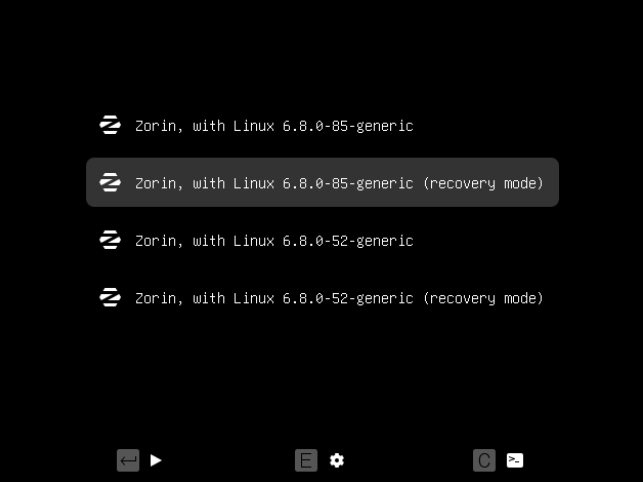 Zorin, with Linux 6.8.0-85-generic
Zorin, with Linux 6.8.0-85-generic (recovery mode)
Zorin, with Linux 6.8.0-52-generic
Zorin, with Linux 6.8.0-52-generic (recovery mode)
E
C